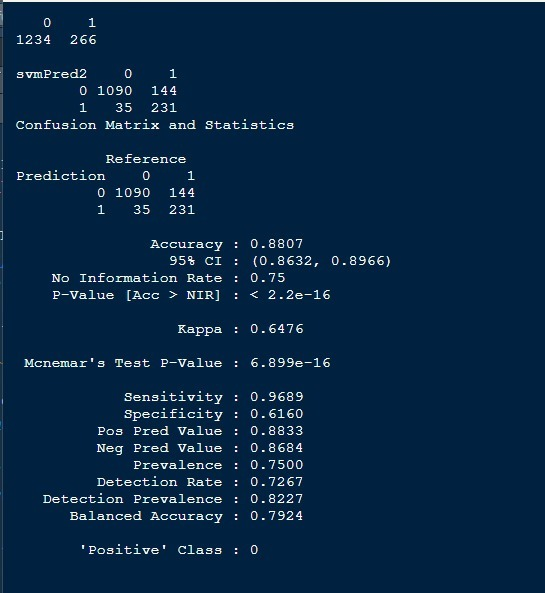 0 1
1234 266
svmPred2 0 1
0 1090 144
1 35 231
Confusion Matrix and Statistics
Reference
Prediction 0 1
0 1090 144
1 35 231
Accuracy : 0.8807
95% CI : (0.8632, 0.8966)
No Information Rate : 0.75
P-Value [Acc > NIR] : < 2.2e-16
Kappa : 0.6476
Mcnemar's Test P-Value : 6.899e-16
Sensitivity : 0.9689
Specificity : 0.6160
Pos Pred Value : 0.8833
Neg Pred Value : 0.8684
Prevalence : 0.7500
Detection Rate : 0.7267
Detection Prevalence : 0.8227
Balanced Accuracy : 0.7924
'Positive' Class : 0